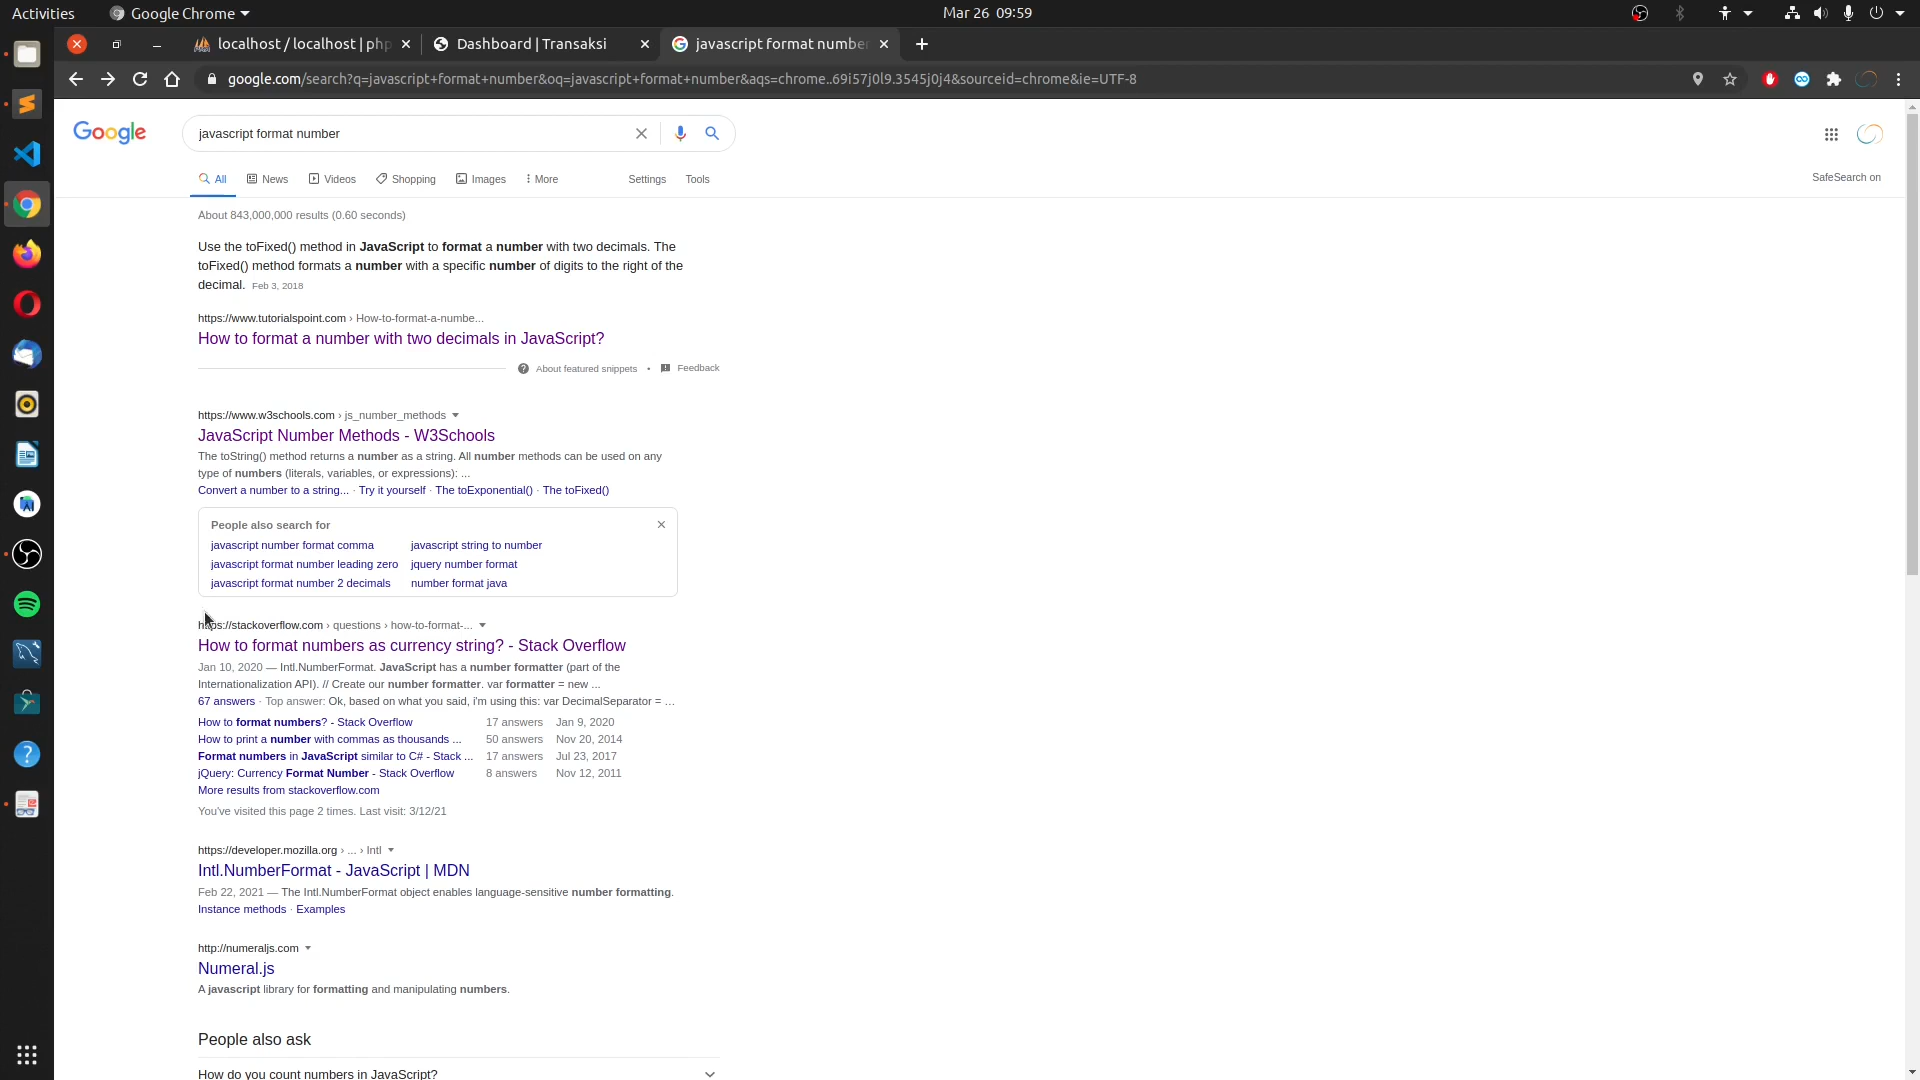 Activities
Google Chrome
Mar 26 09:59
localhost / localhost | php
Dashboard | Transaksi
javascript format number
google.com/search?q=javascript+format+number&oq=javascript+format+number&aqs=chrome..69i57j0l9.3545j0j4&sourceid=chrome&ie=UTF-8
Google
javascript format number
All
News
Videos
Shopping
Images
More
Settings
Tools
SafeSearch on
About 843,000,000 results (0.60 seconds)
Use the toFixed() method in JavaScript to format a number with two decimals. The
toFixed() method formats a number with a specific number of digits to the right of the
decimal. Feb 3, 2018
https://www.tutorialspoint.com › How-to-format-a-numbe...
How to format a number with two decimals in JavaScript?
About featured snippets • Feedback
https://www.w3schools.com › js_number_methods
JavaScript Number Methods - W3Schools
The toString() method returns a number as a string. All number methods can be used on any
type of numbers (literals, variables, or expressions): ...
Convert a number to a string... · Try it yourself · The toExponential() · The toFixed()
People also search for
javascript number format comma
javascript string to number
javascript format number leading zero
jquery number format
javascript format number 2 decimals
number format java
https://stackoverflow.com › questions › how-to-format-...
How to format numbers as currency string? - Stack Overflow
Jan 10, 2020 — Intl.NumberFormat. JavaScript has a number formatter (part of the
Internationalization API). // Create our number formatter. var formatter = new ...
67 answers · Top answer: Ok, based on what you said, i'm using this: var DecimalSeparator = …
How to format numbers? - Stack Overflow 17 answers Jan 9, 2020
How to print a number with commas as thousands ... 50 answers Nov 20, 2014
Format numbers in JavaScript similar to C# - Stack ... 17 answers Jul 23, 2017
jQuery: Currency Format Number - Stack Overflow 8 answers Nov 12, 2011
More results from stackoverflow.com
You've visited this page 2 times. Last visit: 3/12/21
https://developer.mozilla.org › ... › Intl
Intl.NumberFormat - JavaScript | MDN
Feb 22, 2021 — The Intl.NumberFormat object enables language-sensitive number formatting.
Instance methods · Examples
http://numeraljs.com
Numeral.js
A javascript library for formatting and manipulating numbers.
People also ask
How do you count numbers in JavaScript?